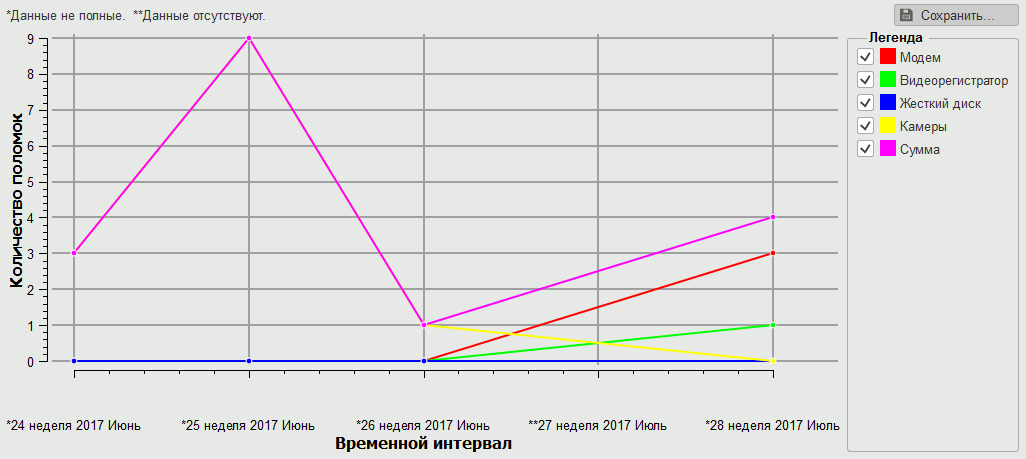 *Данные не полные.  **Данные отсутствуют.
Сохранить...
Легенда
Модем
Видеорегистратор
Жесткий диск
Камеры
Сумма
Количество поломок
9
8
7
6
5
4
3
2
1
0
*24 неделя 2017 Июнь
*25 неделя 2017 Июнь
*26 неделя 2017 Июнь
**27 неделя 2017 Июль
*28 неделя 2017 Июль
Временной интервал